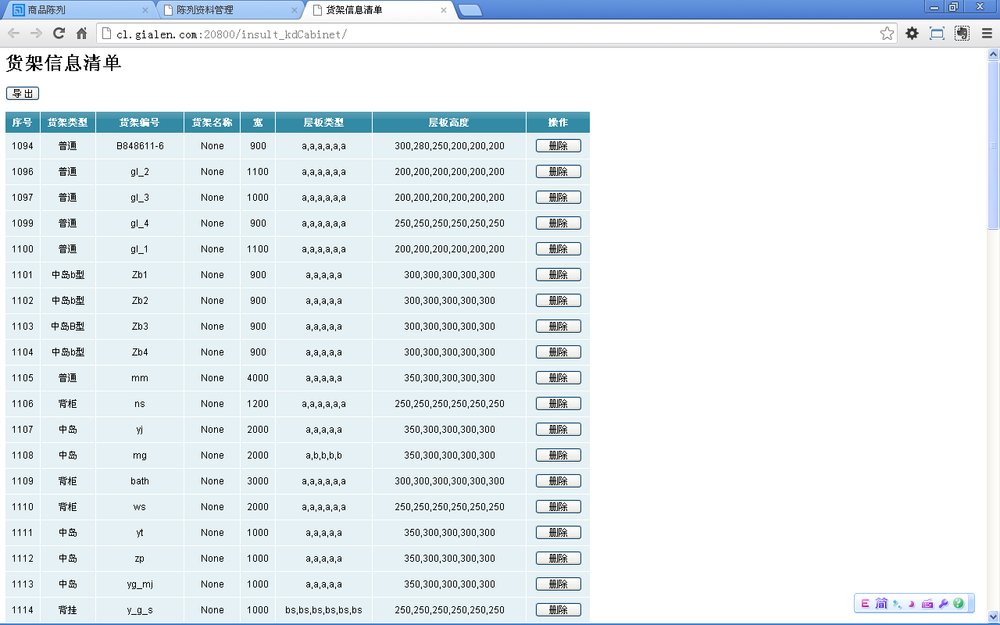 商品陈列 陈列资料管理 货架信息清单
cl.gialen.com:20800/insult_kdCabinet/
货架信息清单
导出
序号 货架类型 货架编号 货架名称 宽 层板类型 层板高度 操作
1094 普通 B848611-6 None 900 a,a,a,a,a,a 300,280,250,200,200,200 删除
1096 普通 gl_2 None 1100 a,a,a,a,a,a 200,200,200,200,200,200 删除
1097 普通 gl_3 None 1000 a,a,a,a,a,a 200,200,200,200,200,200 删除
1099 普通 gl_4 None 900 a,a,a,a,a,a 250,250,250,250,250,250 删除
1100 普通 gl_1 None 1100 a,a,a,a,a,a 200,200,200,200,200,200 删除
1101 中岛b型 Zb1 None 900 a,a,a,a,a 300,300,300,300,300 删除
1102 中岛b型 Zb2 None 900 a,a,a,a,a 300,300,300,300,300 删除
1103 中岛B型 Zb3 None 900 a,a,a,a,a 300,300,300,300,300 删除
1104 中岛b型 Zb4 None 900 a,a,a,a,a 300,300,300,300,300 删除
1105 普通 mm None 4000 a,a,a,a,a 350,300,300,300,300 删除
1106 背柜 ns None 1200 a,a,a,a,a,a 250,250,250,250,250,250 删除
1107 中岛 yj None 2000 a,a,a,a,a 350,300,300,300,300 删除
1108 中岛 mg None 2000 a,b,b,b,b 350,300,300,300,300 删除
1109 背柜 bath None 3000 a,a,a,a,a,a 300,300,300,300,300,300 删除
1110 背柜 ws None 2000 a,a,a,a,a,a 250,250,250,250,250,250 删除
1111 中岛 yt None 1000 a,a,a,a,a 350,300,300,300,300 删除
1112 中岛 zp None 1000 a,a,a,a,a 350,300,300,300,300 删除
1113 中岛 yg_mj None 1000 a,a,a,a,a 350,300,300,300,300 删除
1114 背挂 y_g_s None 1000 bs,bs,bs,bs,bs,bs 250,250,250,250,250,250 删除
E 简